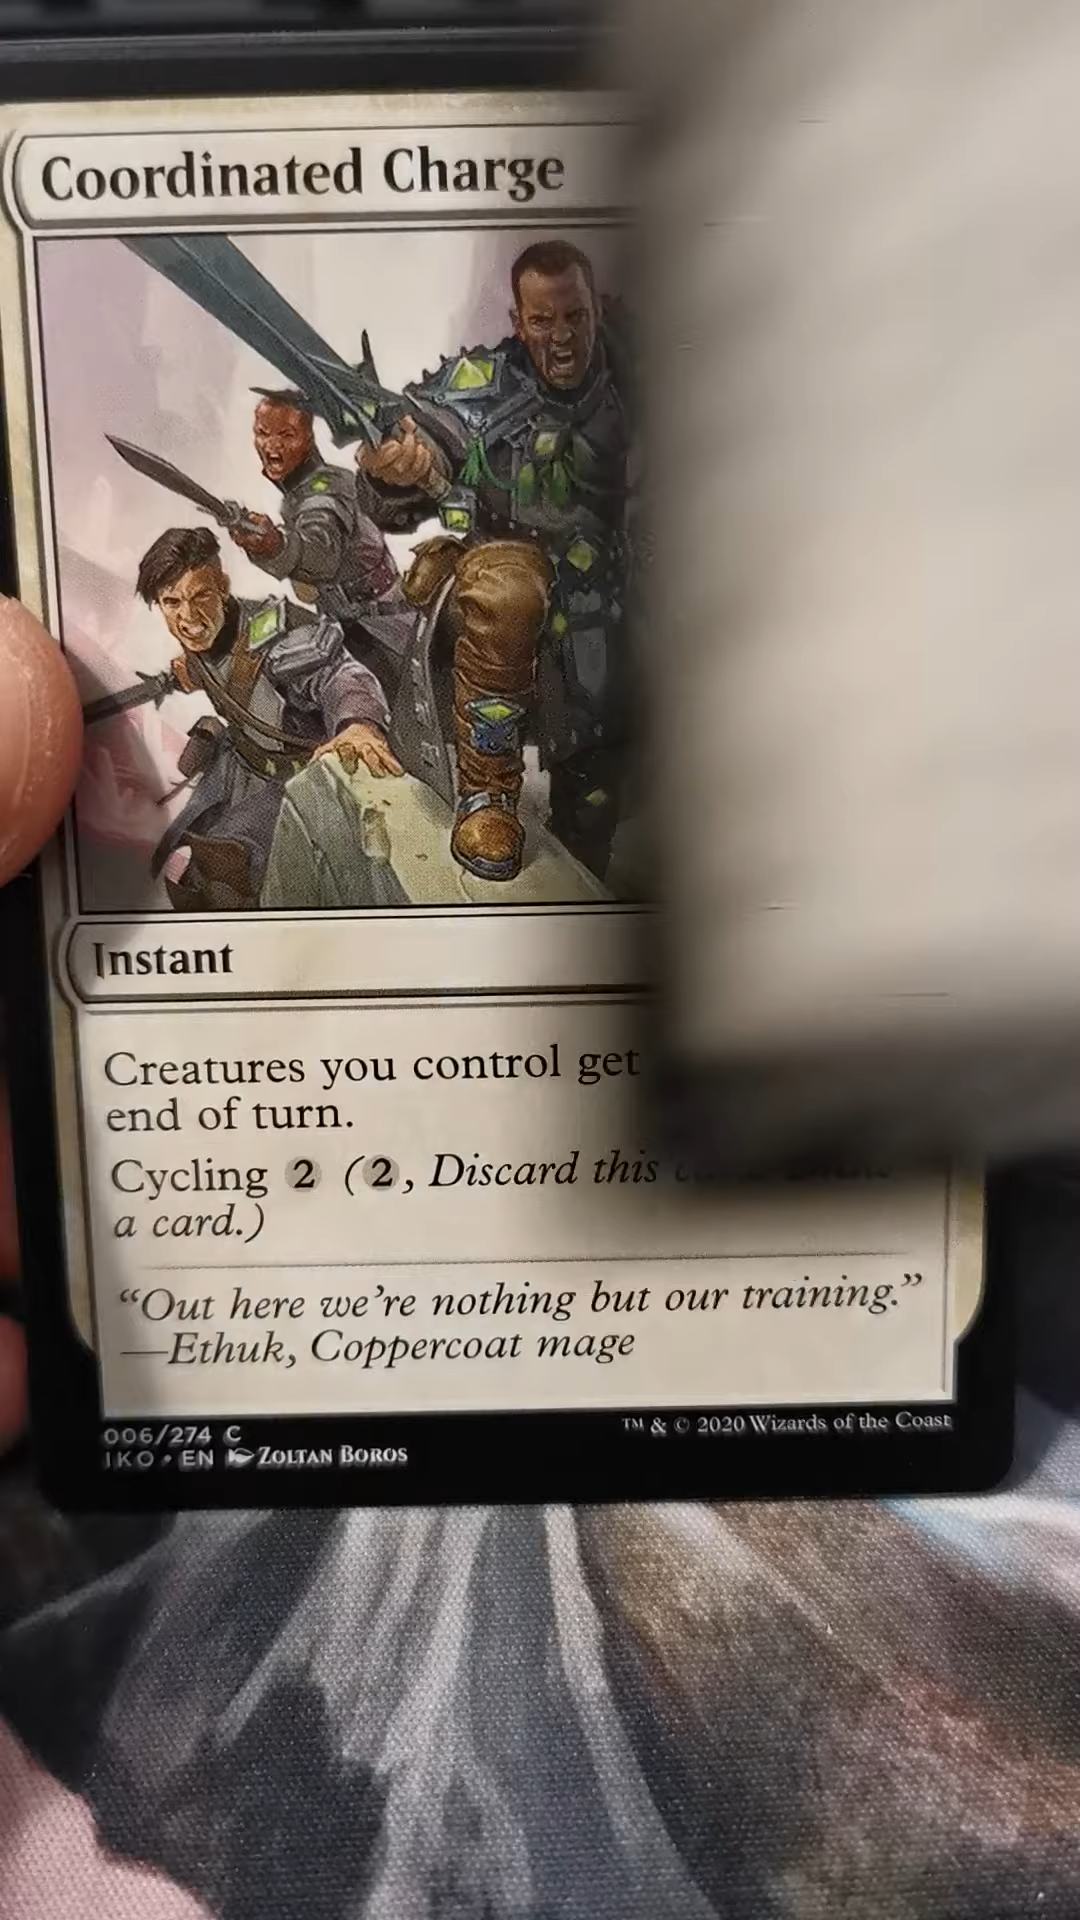 Coordinated Charge
Instant
Creatures you control get
end of turn.
Cycling 2 (2, Discard this
a card.)
“Out here we’re nothing but our training.”
—Ethuk, Coppercoat mage
006/274 C
IKO • EN Zoltan Boros
™ & © 2020 Wizards of the Coast